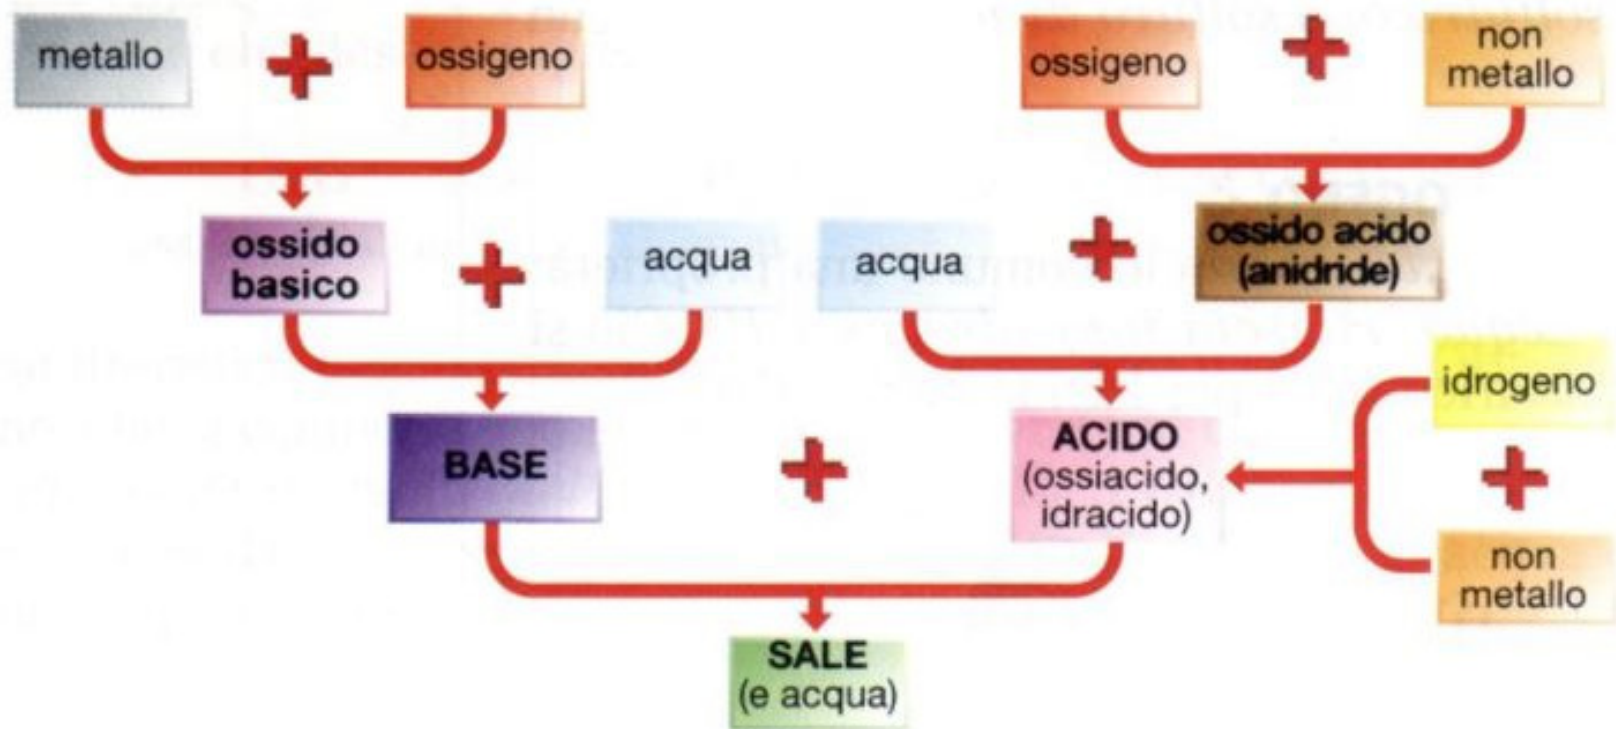 metallo
ossigeno
ossigeno
non
metallo
ossido
basico
acqua
acqua
ossido acido
(anidride)
idrogeno
BASE
ACIDO
(ossiacido,
idracido)
non
metallo
SALE
(e acqua)